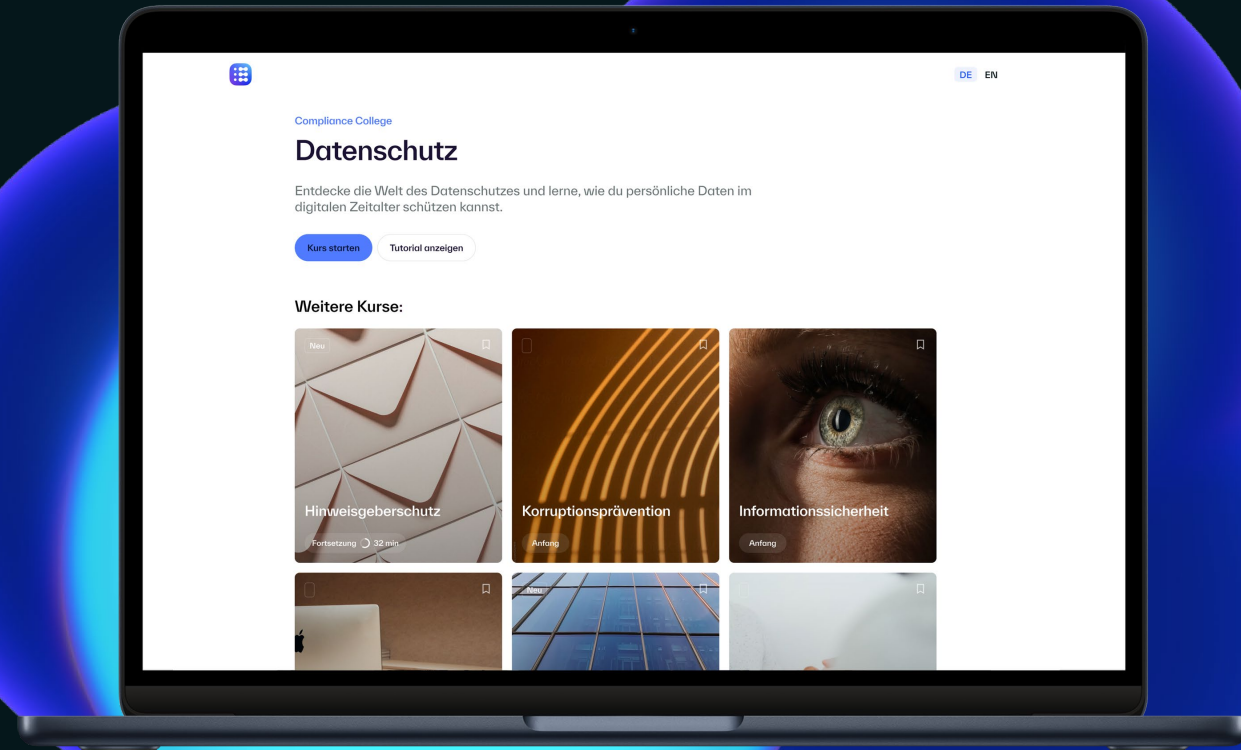 DE EN
Compliance College
Datenschutz
Entdecke die Welt des Datenschutzes und lerne, wie du persönliche Daten im
digitalen Zeitalter schützen kannst.
Kurs starten Tutorial anzeigen
Weitere Kurse:
Neu
Hinweisgeberschutz
Fortsetzung 32 min
Korruptionsprävention
Anfang
Informationssicherheit
Anfang
Neu